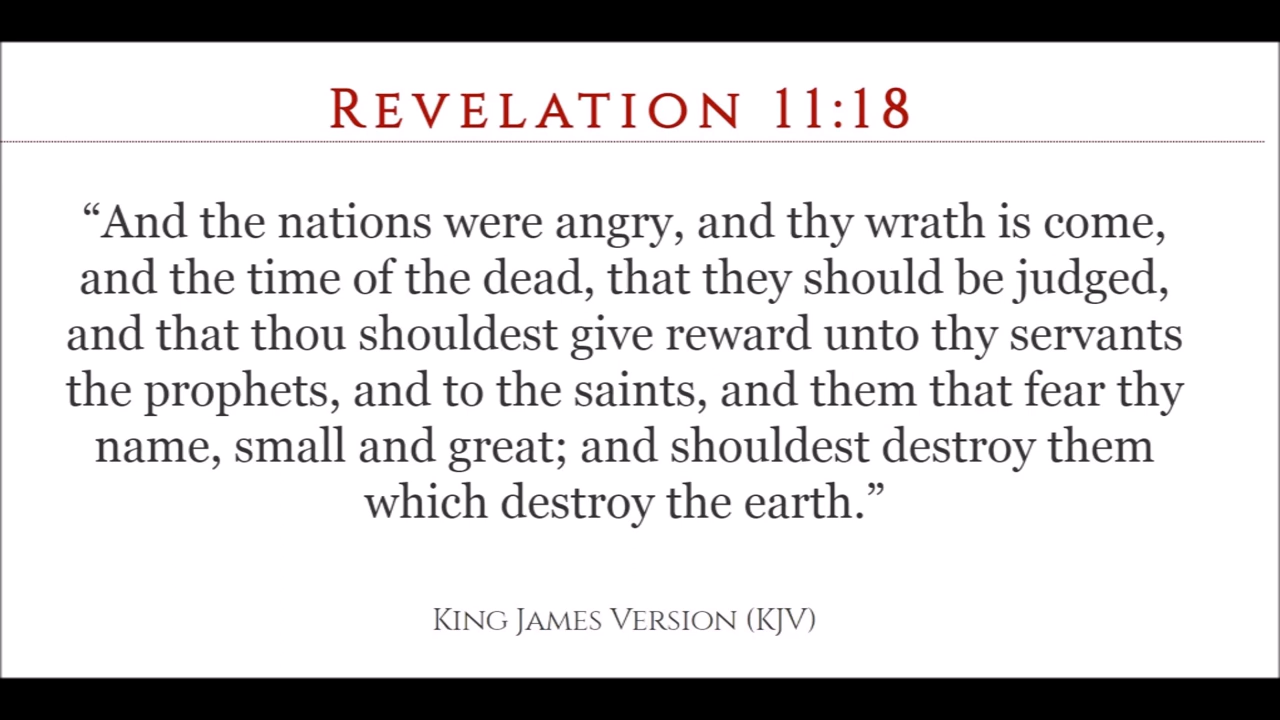 Revelation 11:18
“And the nations were angry, and thy wrath is come,
and the time of the dead, that they should be judged,
and that thou shouldest give reward unto thy servants
the prophets, and to the saints, and them that fear thy
name, small and great; and shouldest destroy them
which destroy the earth.”
King James Version (KJV)